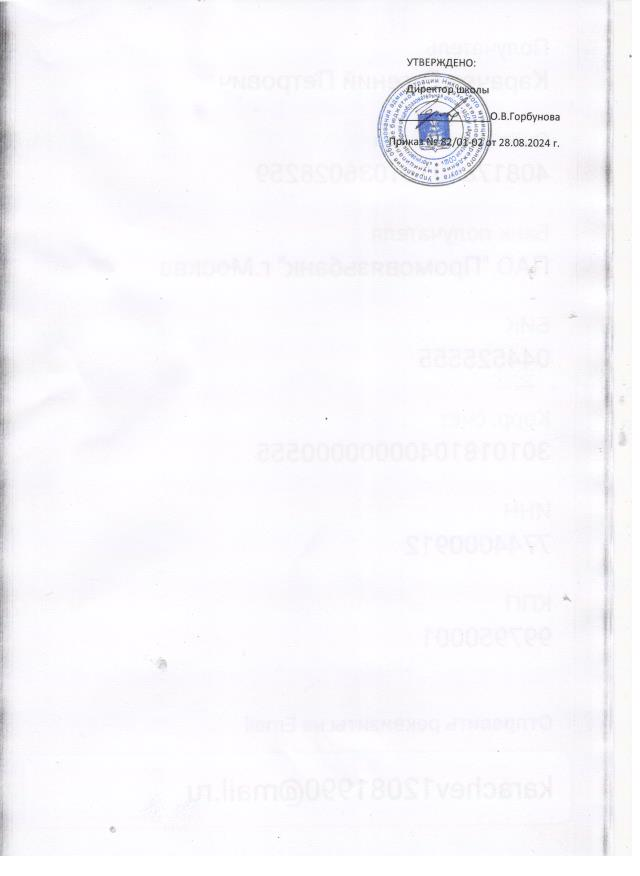 УТВЕРЖДЕНО:
Директор школы
О.В.Горбунова
Приказ № 82/01-02 от 28.08.2024 г.
Получатель
Петрович
Банк получателя
ПАО "Промсвязьбанк" г.Москва
БИК
044525555
Корр. счет
30101810400000000555
ИНН
7744000912
КПП
997950001
Отправить реквизиты на Email
karachev12081990@mail.ru